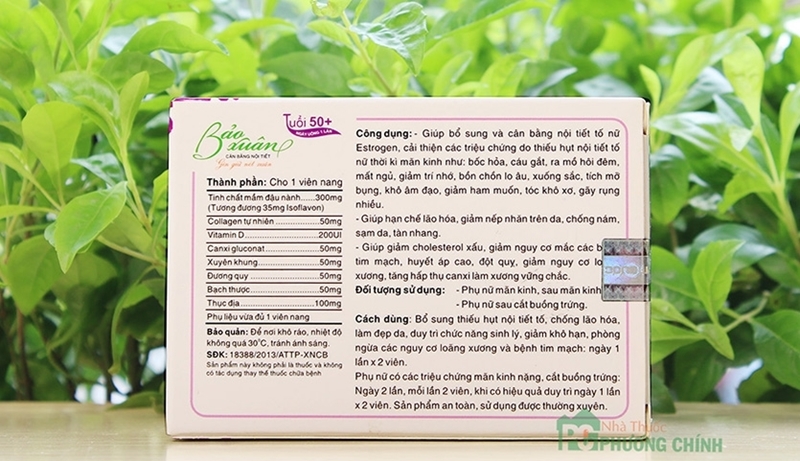 Bảo xuân
CÂN BẰNG NỘI TIẾT
Gìn giữ nét xuân
Tuổi 50+
NGÀY UỐNG 1 LẦN
Thành phần: Cho 1 viên nang
Tinh chất mầm đậu nành......300mg
(Tương đương 35mg Isoflavon)
Collagen tự nhiên 50mg
Vitamin D 200UI
Canxi gluconat 50mg
Xuyên khung 50mg
Đương quy 50mg
Bạch thược 50mg
Thục địa 100mg
Phụ liệu vừa đủ 1 viên nang
Bảo quản: Để nơi khô ráo, nhiệt độ
không quá 30°C, tránh ánh sáng.
SĐK: 18388/2013/ATTP-XNCB
Sản phẩm này không phải là thuốc và không
có tác dụng thay thế thuốc chữa bệnh
Công dụng: - Giúp bổ sung và cân bằng nội tiết tố nữ
Estrogen, cải thiện các triệu chứng do thiếu hụt nội tiết tố
nữ thời kì mãn kinh như: bốc hỏa, cáu gắt, ra mồ hôi đêm,
mất ngủ, giảm trí nhớ, bồn chồn lo âu, xuống sắc, tích mỡ
bụng, khô âm đạo, giảm ham muốn, tóc khô xơ, gãy rụng
nhiều.
- Giúp hạn chế lão hóa, giảm nếp nhăn trên da, chống nám,
sạm da, tàn nhang.
- Giúp giảm cholesterol xấu, giảm nguy cơ mắc các
tim mạch, huyết áp cao, đột quy, giảm nguy cơ
xương, tăng hấp thụ canxi làm xương vững chắc.
Đối tượng sử dụng: - Phụ nữ mãn kinh, sau mãn kinh
- Phụ nữ sau cắt buồng trứng.
Cách dùng: Bổ sung thiếu hụt nội tiết tố, chống lão hóa,
làm đẹp da, duy trì chức năng sinh lý, giảm khô hạn, phòng
ngừa các nguy cơ loãng xương và bệnh tim mạch: ngày 1
lần x 2 viên.
Phụ nữ có các triệu chứng mãn kinh nặng, cắt buồng trứng:
Ngày 2 lần, mỗi lần 2 viên, khi có hiệu quả duy trì ngày 1 lần
x 2 viên. Sản phẩm an toàn, sử dụng được thường xuyên.
Nhà Thuốc
PHƯƠNG CHÍNH